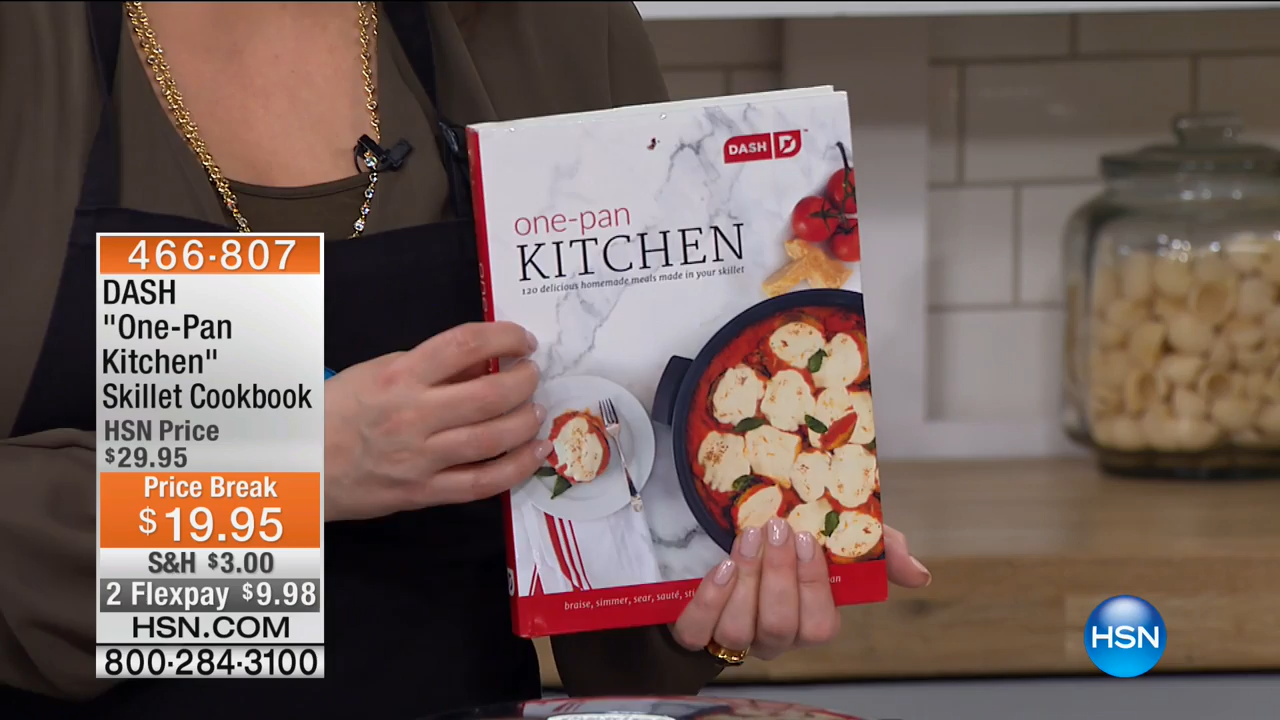 466-807
DASH
"One-Pan
Kitchen"
Skillet Cookbook
HSN Price
$29.95
Price Break
$19.95
S&H $3.00
2 Flexpay $9.98
HSN.COM
800-284-3100
DASH D
one-pan
KITCHEN
120 delicious homemade meals made in your skillet
braise, simmer, sear, sauté,
HSN